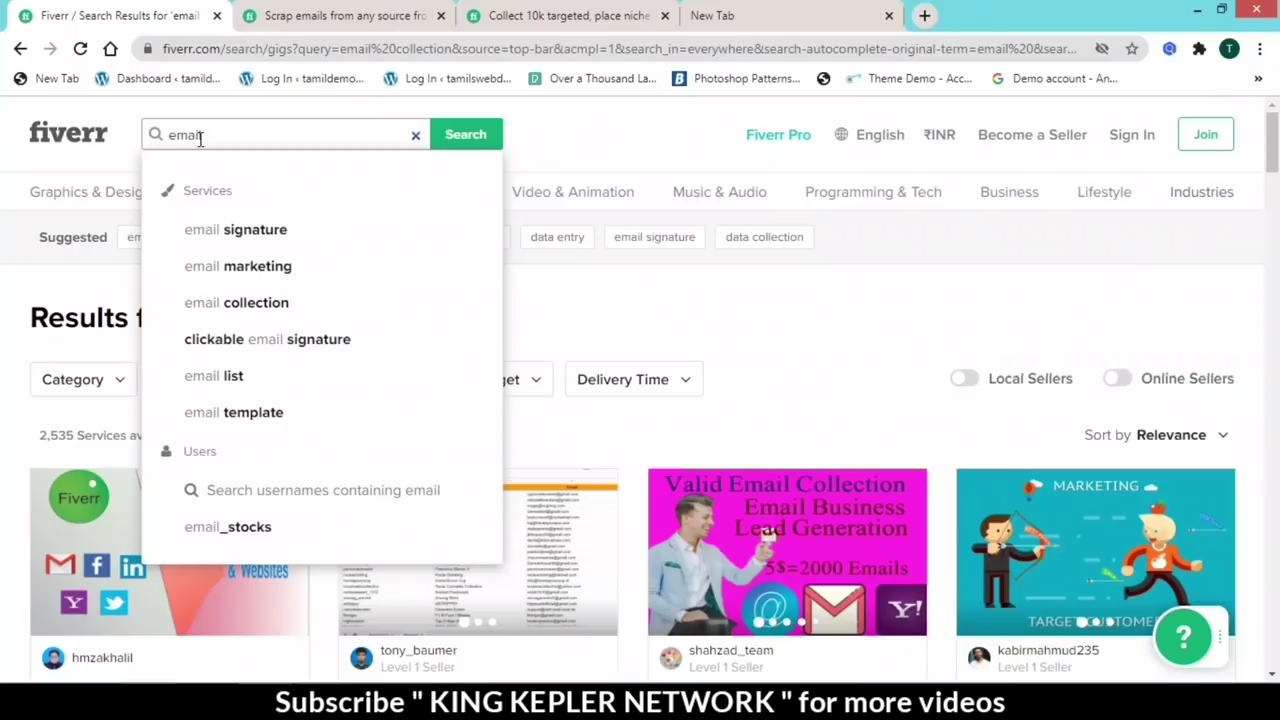 Fiverr / Search Results for 'email
Scrap emails from any source fro
Collect 10k targeted, place niche
New Tab
fiverr.com/search/gigs?query=email%20collection&source=top-bar&acmpl=1&search_in=everywhere&search-autocomplete-original-term=email%20&sear...
T
New Tab
Dashboard ‹ tamild...
Log In ‹ tamildemo...
Log In ‹ tamilswebd...
Over a Thousand La...
Photoshop Patterns...
Theme Demo - Acc...
Demo account - An...
»
fiverr
email
Search
Fiverr Pro
English
₹INR
Become a Seller
Sign In
Join
Graphics & Desig
Video & Animation
Music & Audio
Programming & Tech
Business
Lifestyle
Industries
Suggested
em
data entry
email signature
data collection
Services
email signature
email marketing
email collection
clickable email signature
email list
email template
Users
Search usernames containing email
email_stocks
Results f
Category
get
Delivery Time
Local Sellers
Online Sellers
2,535 Services av
Sort by Relevance
Fiverr
& Websites
Email
Valid Email Collection
Email Business
Lead Generation
5$=2000 Emails
MARKETING
TARGET CUSTOMER
?
hmzakhalil
tony_baumer
Level 1 Seller
shahzad_team
Level 1 Seller
kabirmahmud235
Level 1 Seller
Subscribe " KING KEPLER NETWORK " for more videos